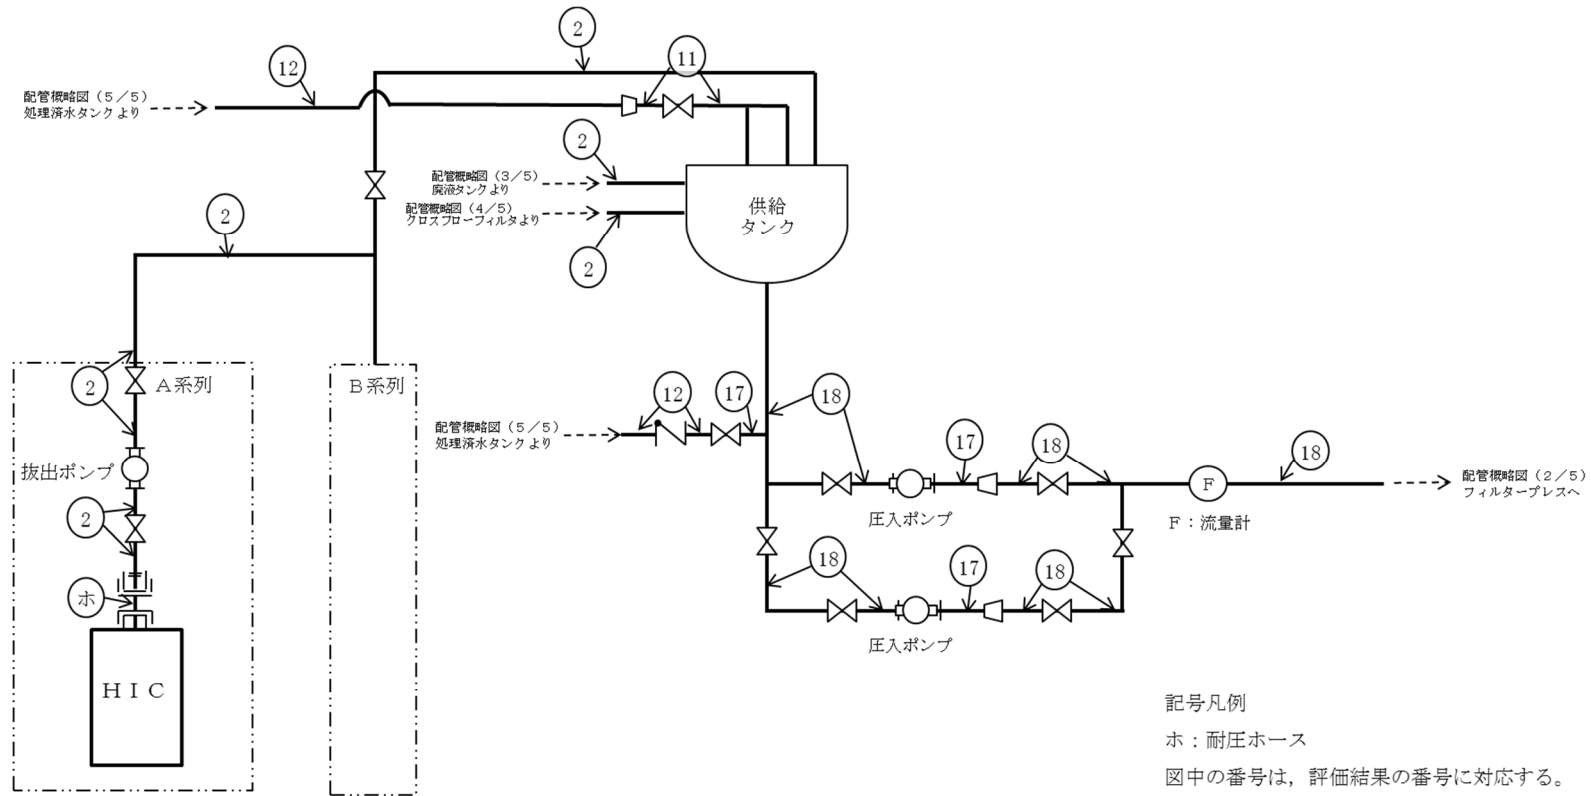 2
12
11
配管概略図（５／５）
処理済水タンクより
2
配管概略図（３／５）
廃液タンクより
配管概略図（４／５）
クロスフローフィルタより
供給
タンク
2
2
2
Ａ系列
Ｂ系列
12
17
18
配管概略図（５／５）
処理済水タンクより
17
18
18
抜出ポンプ
F
配管概略図（２／５）
フィルタープレスへ
圧入ポンプ
Ｆ：流量計
2
18
17
18
ホ
圧入ポンプ
ＨＩＣ
記号凡例
ホ：耐圧ホース
図中の番号は，評価結果の番号に対応する。